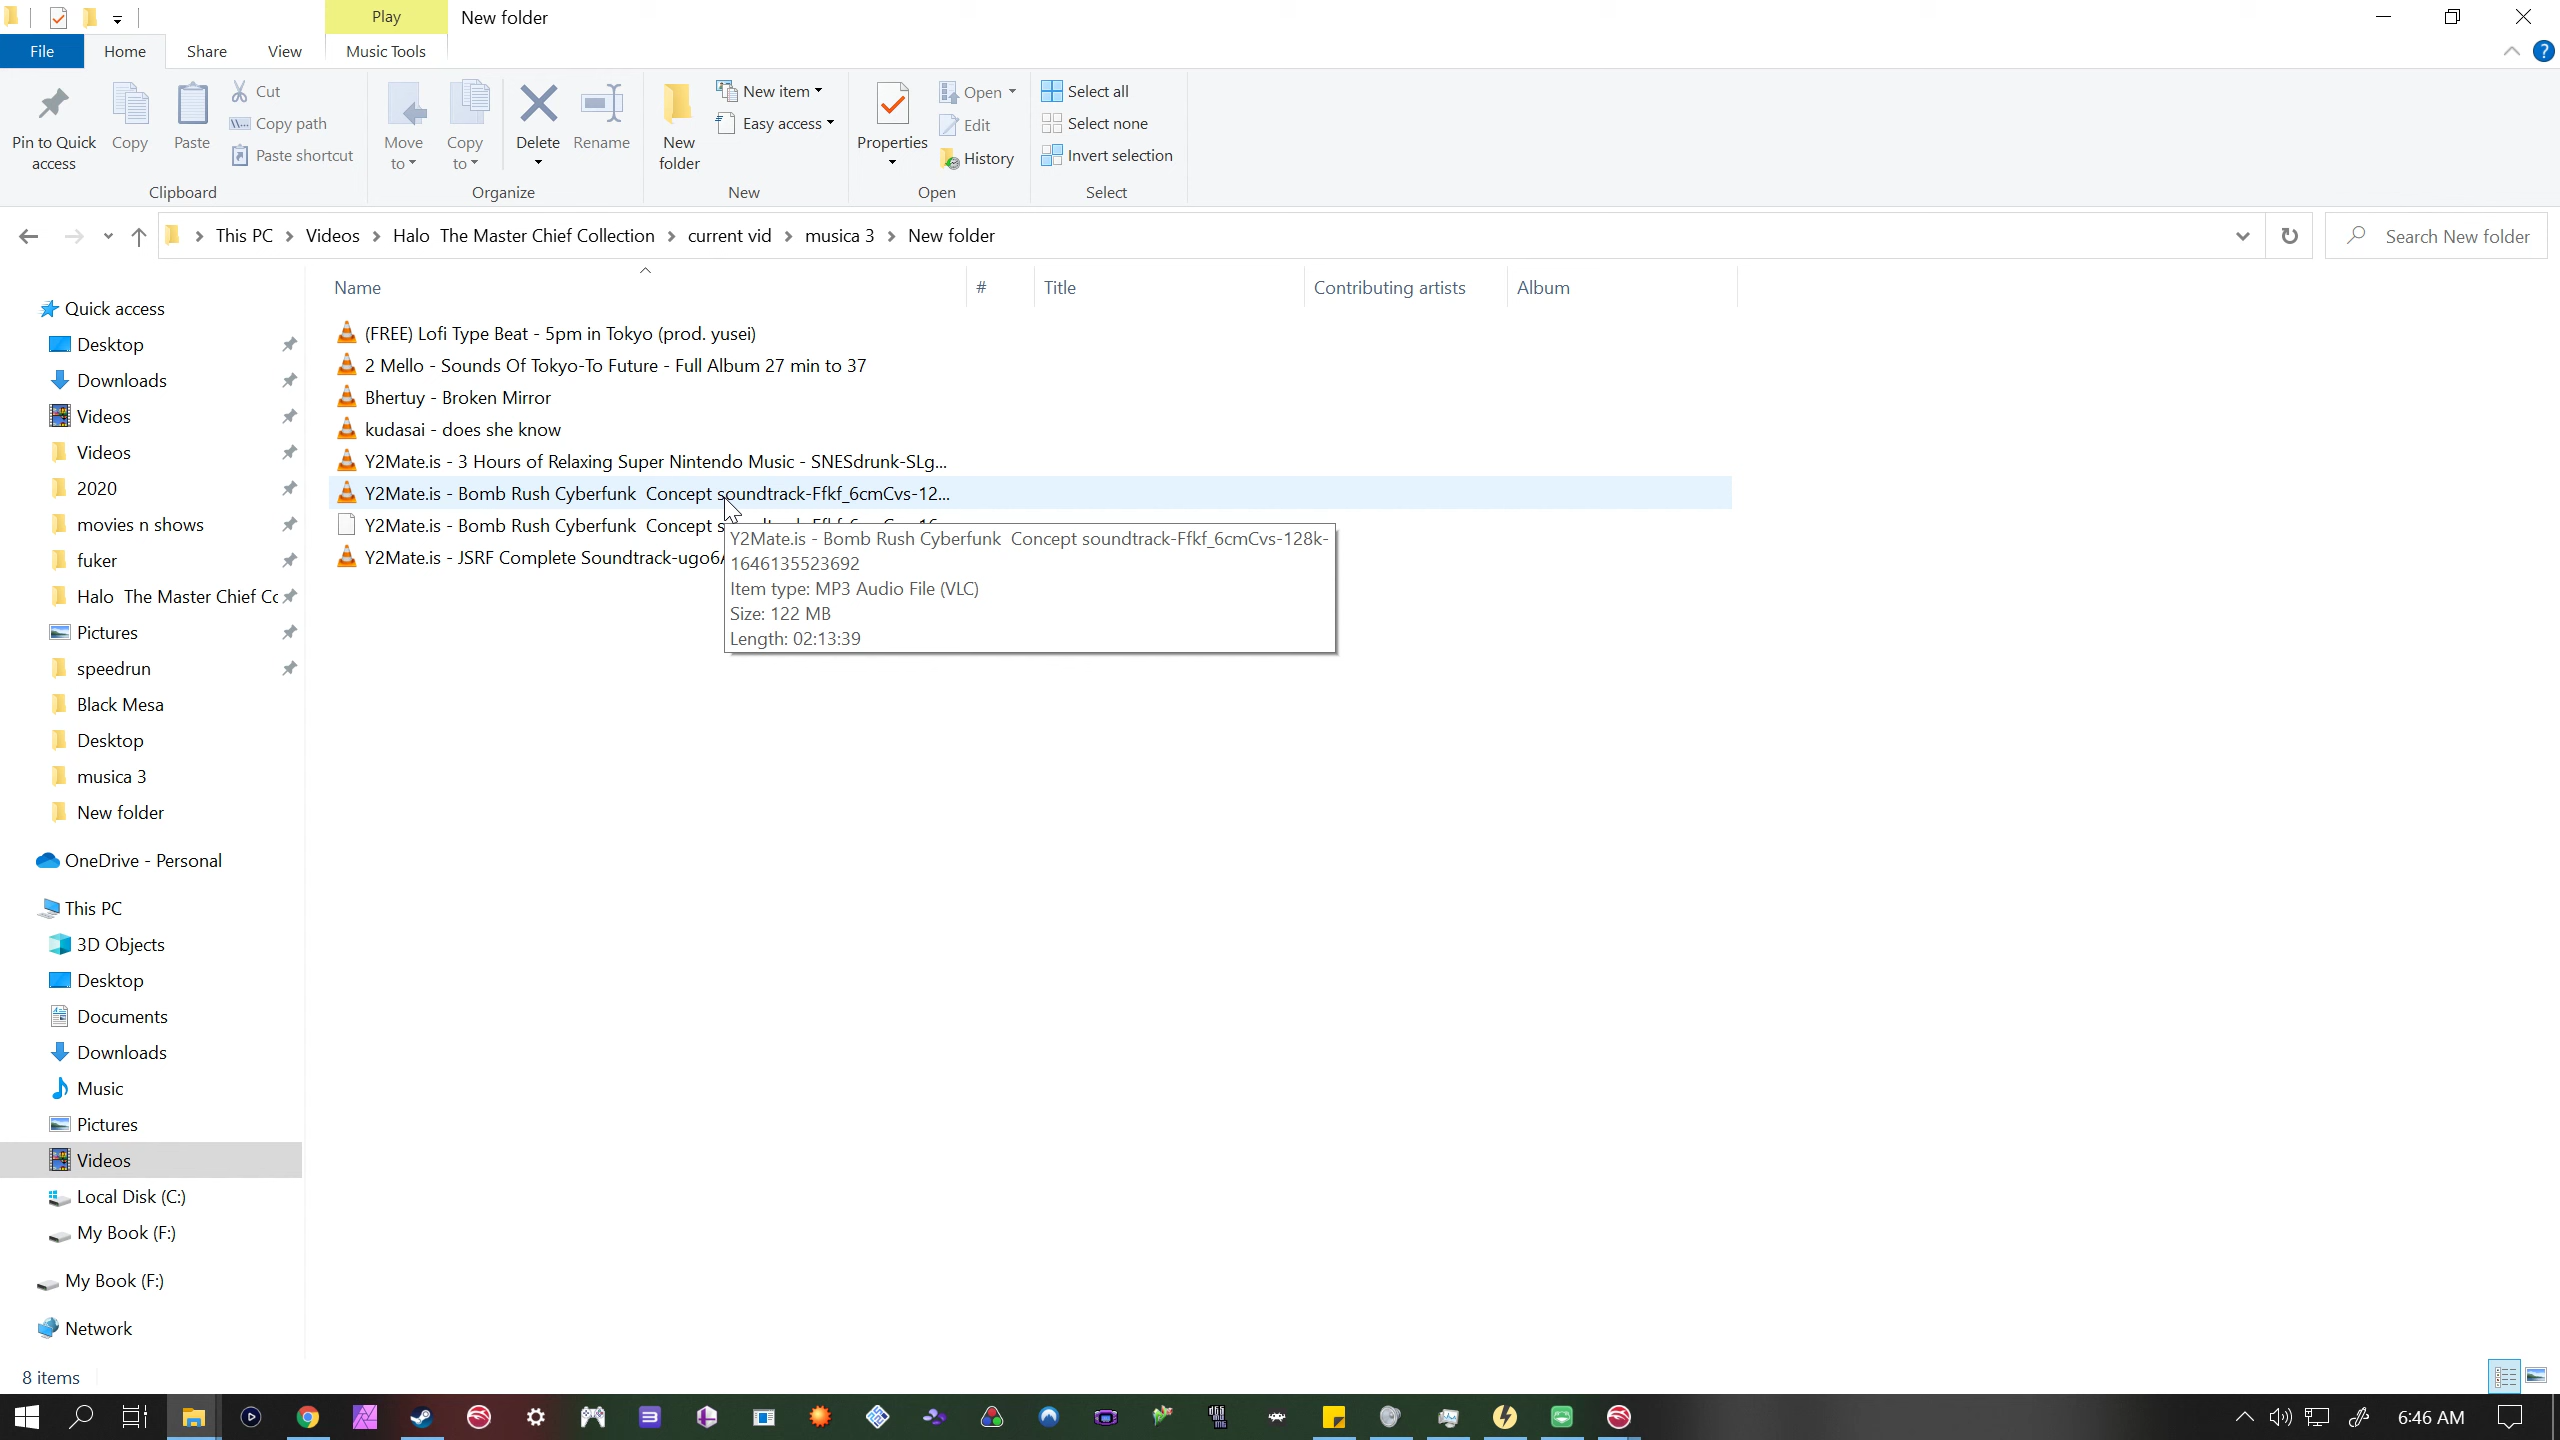 Play
New folder
File
Home
Share
View
Music Tools
Pin to Quick access
Copy
Paste
Cut
Copy path
Paste shortcut
Clipboard
Move to
Copy to
Delete
Rename
Organize
New folder
New item
Easy access
New
Properties
Open
Edit
History
Open
Select all
Select none
Invert selection
Select
This PC
Videos
Halo The Master Chief Collection
current vid
musica 3
New folder
Search New folder
Name
#
Title
Contributing artists
Album
(FREE) Lofi Type Beat - 5pm in Tokyo (prod. yusei)
2 Mello - Sounds Of Tokyo-To Future - Full Album 27 min to 37
Bhertuy - Broken Mirror
kudasai - does she know
Y2Mate.is - 3 Hours of Relaxing Super Nintendo Music - SNESdrunk-SLg...
Y2Mate.is - Bomb Rush Cyberfunk Concept soundtrack-Ffkf_6cmCvs-12...
Y2Mate.is - Bomb Rush Cyberfunk Concept
Y2Mate.is - JSRF Complete Soundtrack-ugo6
Y2Mate.is - Bomb Rush Cyberfunk Concept soundtrack-Ffkf_6cmCvs-128k-
1646135523692
Item type: MP3 Audio File (VLC)
Size: 122 MB
Length: 02:13:39
Quick access
Desktop
Downloads
Videos
Videos
2020
movies n shows
fuker
Halo The Master Chief Cc
Pictures
speedrun
Black Mesa
Desktop
musica 3
New folder
OneDrive - Personal
This PC
3D Objects
Desktop
Documents
Downloads
Music
Pictures
Videos
Local Disk (C:)
My Book (F:)
My Book (F:)
Network
8 items
6:46 AM